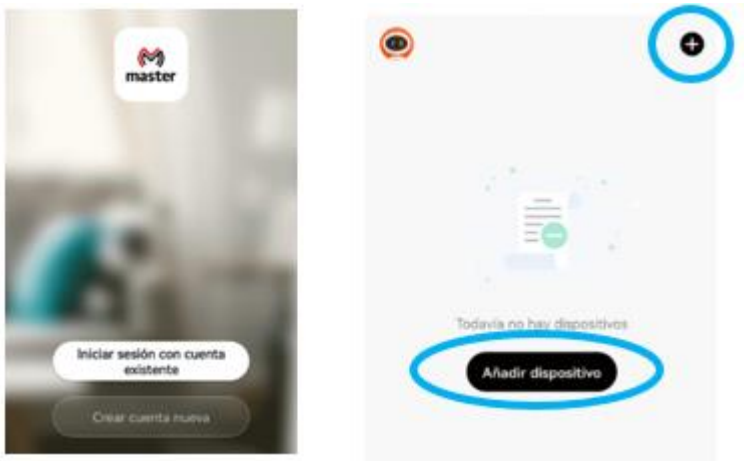 master
Iniciar sesión con cuenta
existente
Crear cuenta nueva
Todavía no hay dispositivos
Añadir dispositivo